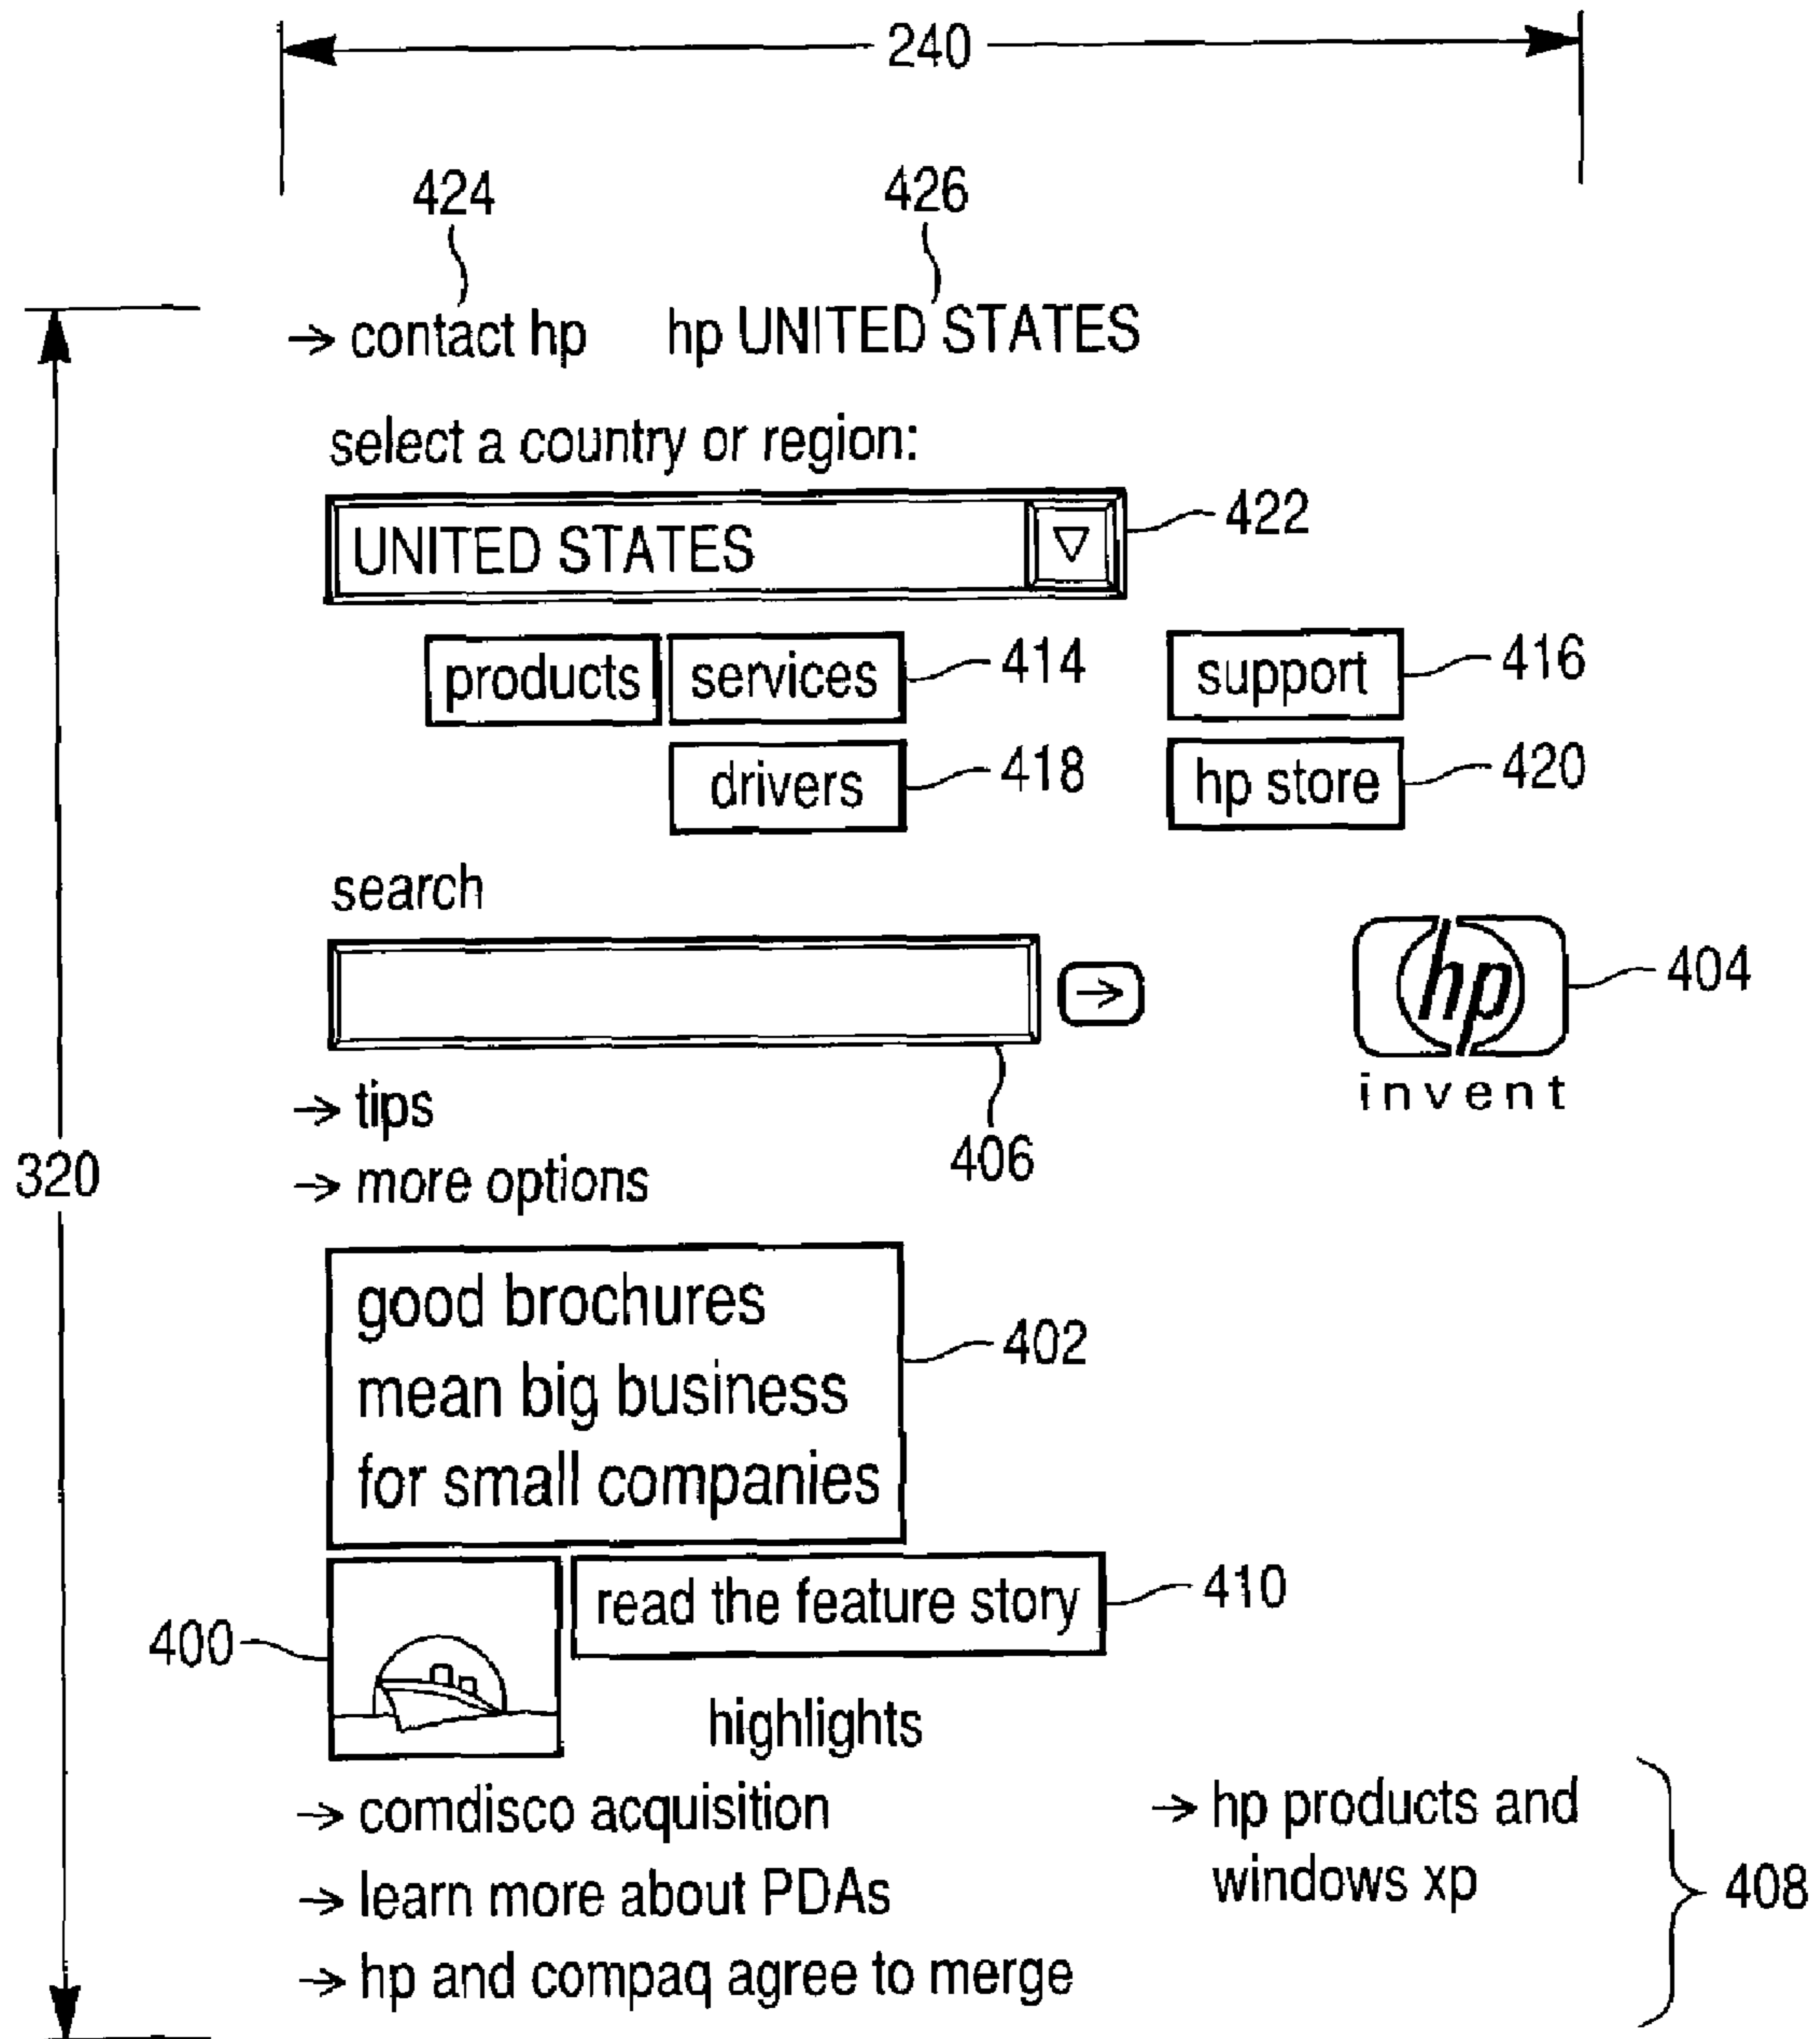 240
424 426
→ contact hp hp UNITED STATES
select a country or region:
UNITED STATES 422
products services 414 support 416
drivers 418 hp store 420
search
→ hp 404
invent
→ tips
406
320
→ more options
good brochures
mean big business
for small companies
402
read the feature story 410
400
highlights
→ comdisco acquisition → hp products and
windows xp
→ learn more about PDAs
408
→ hp and compaq agree to merge